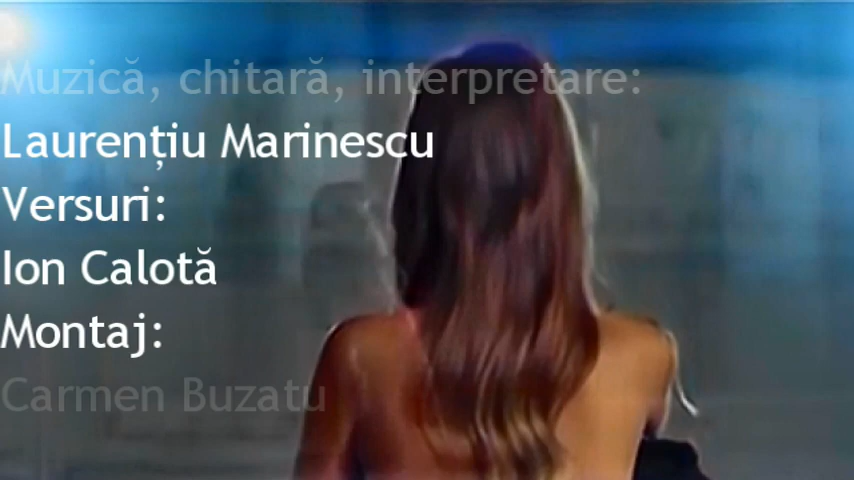 Muzică, chitară, interpretare:
Laurențiu Marinescu
Versuri:
Ion Calotă
Montaj:
Carmen Buzatu